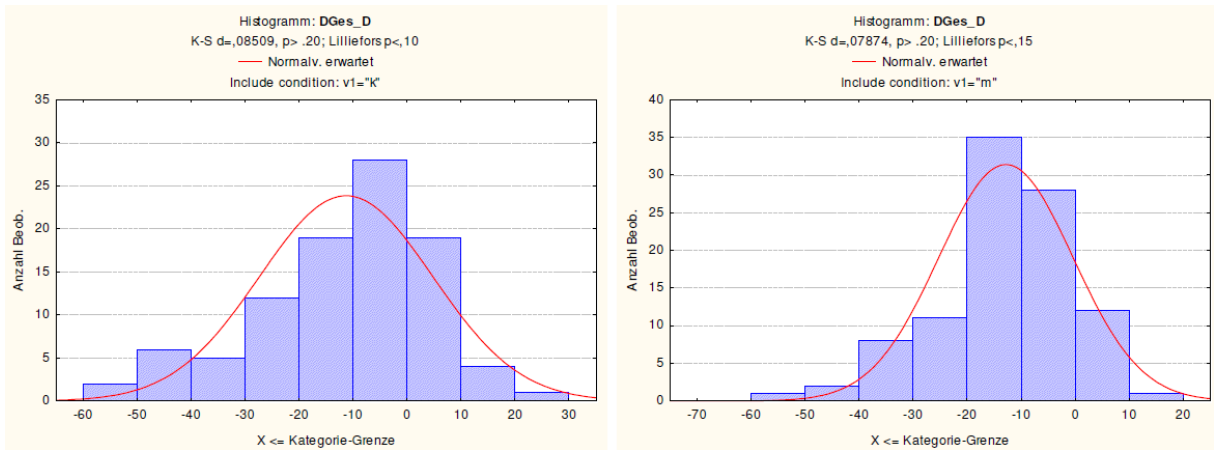 Histogramm: DGes_D
K-S d=,08509, p> .20; Lilliefors p<,10
Normalv. erwartet
Include condition: v1="k"
35
30
25
20
15
10
5
0
Anzahl Beob.
-60 -50 -40 -30 -20 -10 0 10 20 30
X <= Kategorie-Grenze
Histogramm: DGes_D
K-S d=,07874, p> .20; Lilliefors p<,15
Normalv. erwartet
Include condition: v1="m"
40
35
30
25
20
15
10
5
0
Anzahl Beob.
-70 -60 -50 -40 -30 -20 -10 0 10 20
X <= Kategorie-Grenze